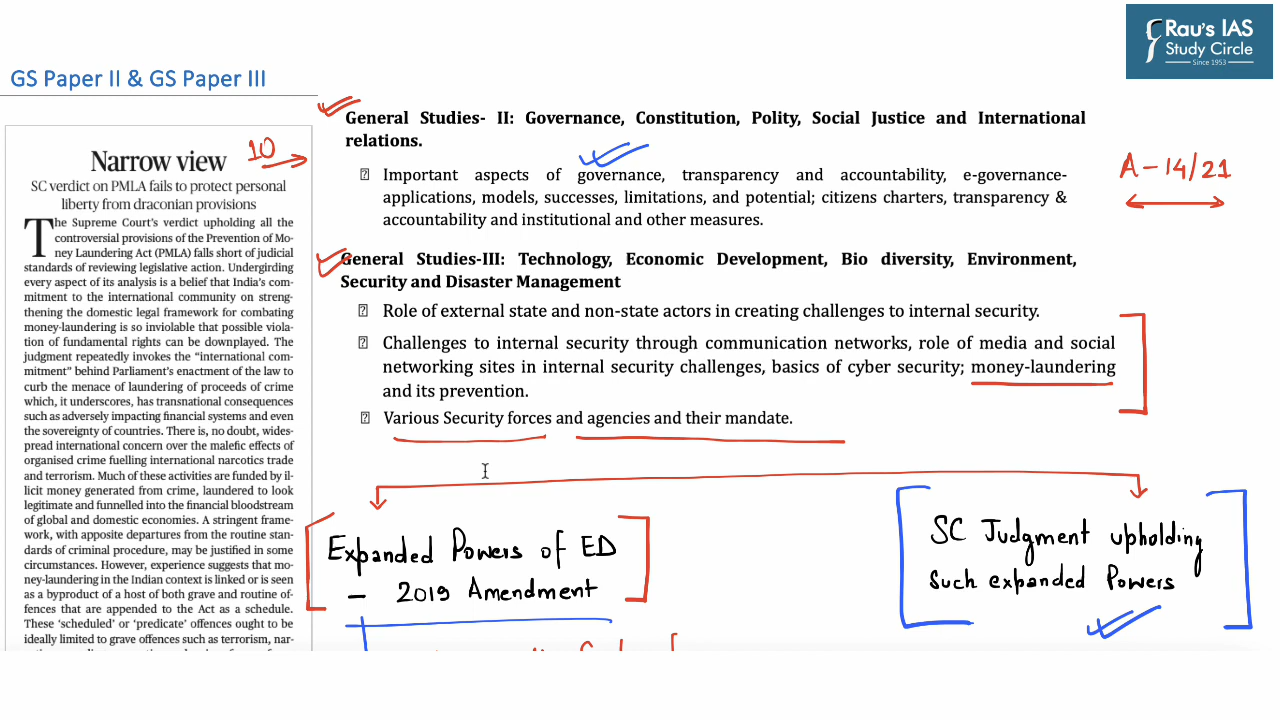 Rau's IAS
Study Circle
Since 1953
GS Paper II & GS Paper III
Narrow view
10
SC verdict on PMLA fails to protect personal
liberty from draconian provisions
The Supreme Court's verdict upholding all the
controversial provisions of the Prevention of Mo-
ney Laundering Act (PMLA) falls short of judicial
standards of reviewing legislative action. Undergirding
every aspect of its analysis is a belief that India's com-
mitment to the international community on streng-
thening the domestic legal framework for combating
money-laundering is so inviolable that possible viola-
tion of fundamental rights can be downplayed. The
judgment repeatedly invokes the “international com-
mitment” behind Parliament's enactment of the law to
curb the menace of laundering of proceeds of crime
which, it underscores, has transnational consequences
such as adversely impacting financial systems and even
the sovereignty of countries. There is, no doubt, wides-
pread international concern over the malefic effects of
organised crime fuelling international narcotics trade
and terrorism. Much of these activities are funded by il-
licit money generated from crime, laundered to look
legitimate and funnelled into the financial bloodstream
of global and domestic economies. A stringent frame-
work, with apposite departures from the routine stan-
dards of criminal procedure, may be justified in some
circumstances. However, experience suggests that mo-
ney-laundering in the Indian context is linked or is seen
as a byproduct of a host of both grave and routine of-
fences that are appended to the Act as a schedule.
These ‘scheduled’ or ‘predicate’ offences ought to be
ideally limited to grave offences such as terrorism, nar-
General Studies- II: Governance, Constitution, Polity, Social Justice and International
relations.
Important aspects of governance, transparency and accountability, e-governance-
applications, models, successes, limitations, and potential; citizens charters, transparency &
accountability and institutional and other measures.
A - 14/21
General Studies-III: Technology, Economic Development, Bio diversity, Environment,
Security and Disaster Management
Role of external state and non-state actors in creating challenges to internal security.
Challenges to internal security through communication networks, role of media and social
networking sites in internal security challenges, basics of cyber security; money-laundering
and its prevention.
Various Security forces and agencies and their mandate.
Expanded Powers of ED
- 2019 Amendment
SC Judgment upholding
such expanded Powers